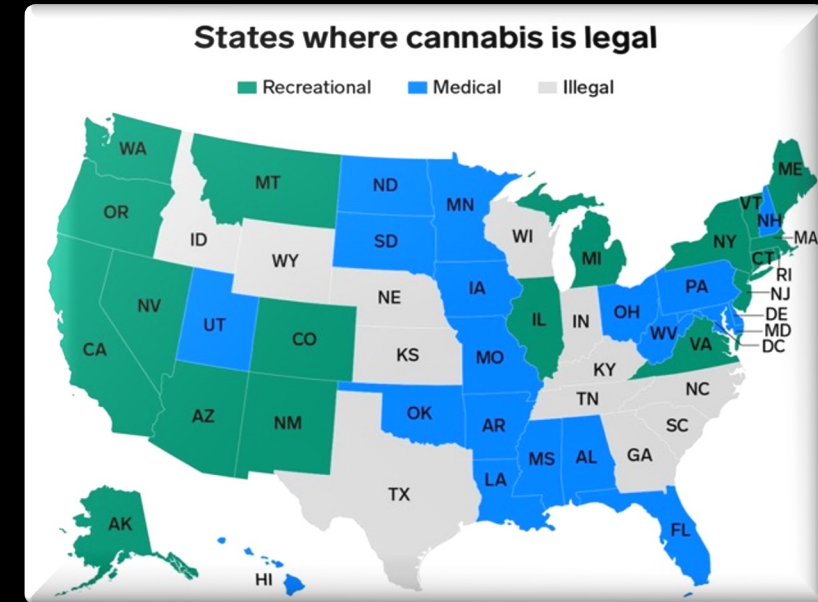 States where cannabis is legal
Recreational Medical Illegal
WA
MT
ND
MN
ME
OR
ID
SD
WI
VT
NH
WY
MI
NY
MA
CT
RI
NV
UT
NE
IA
PA
NJ
CO
IL
IN
OH
DE
CA
KS
MO
WV
VA
MD
DC
KY
AZ
NM
OK
AR
TN
NC
SC
TX
LA
MS
AL
GA
AK
FL
HI